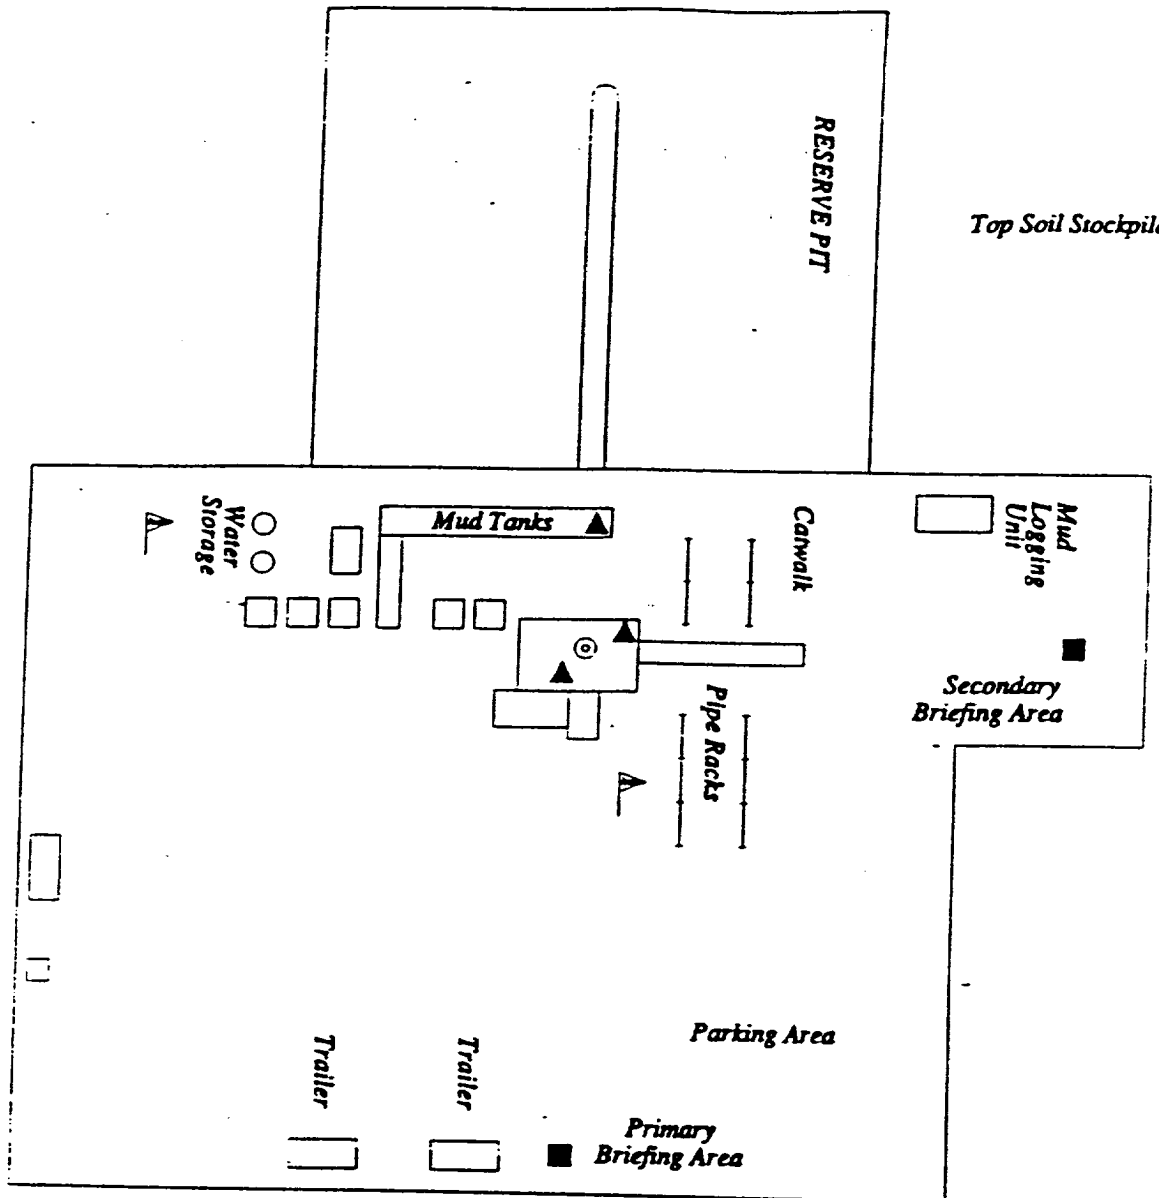 RESERVE PIT
Top Soil Stockpile
Water
Storage
Mud Tanks
Catwalk
Mud
Logging
Unit
Secondary
Briefing Area
Pipe Racks
Parking Area
Trailer
Trailer
Primary
Briefing Area